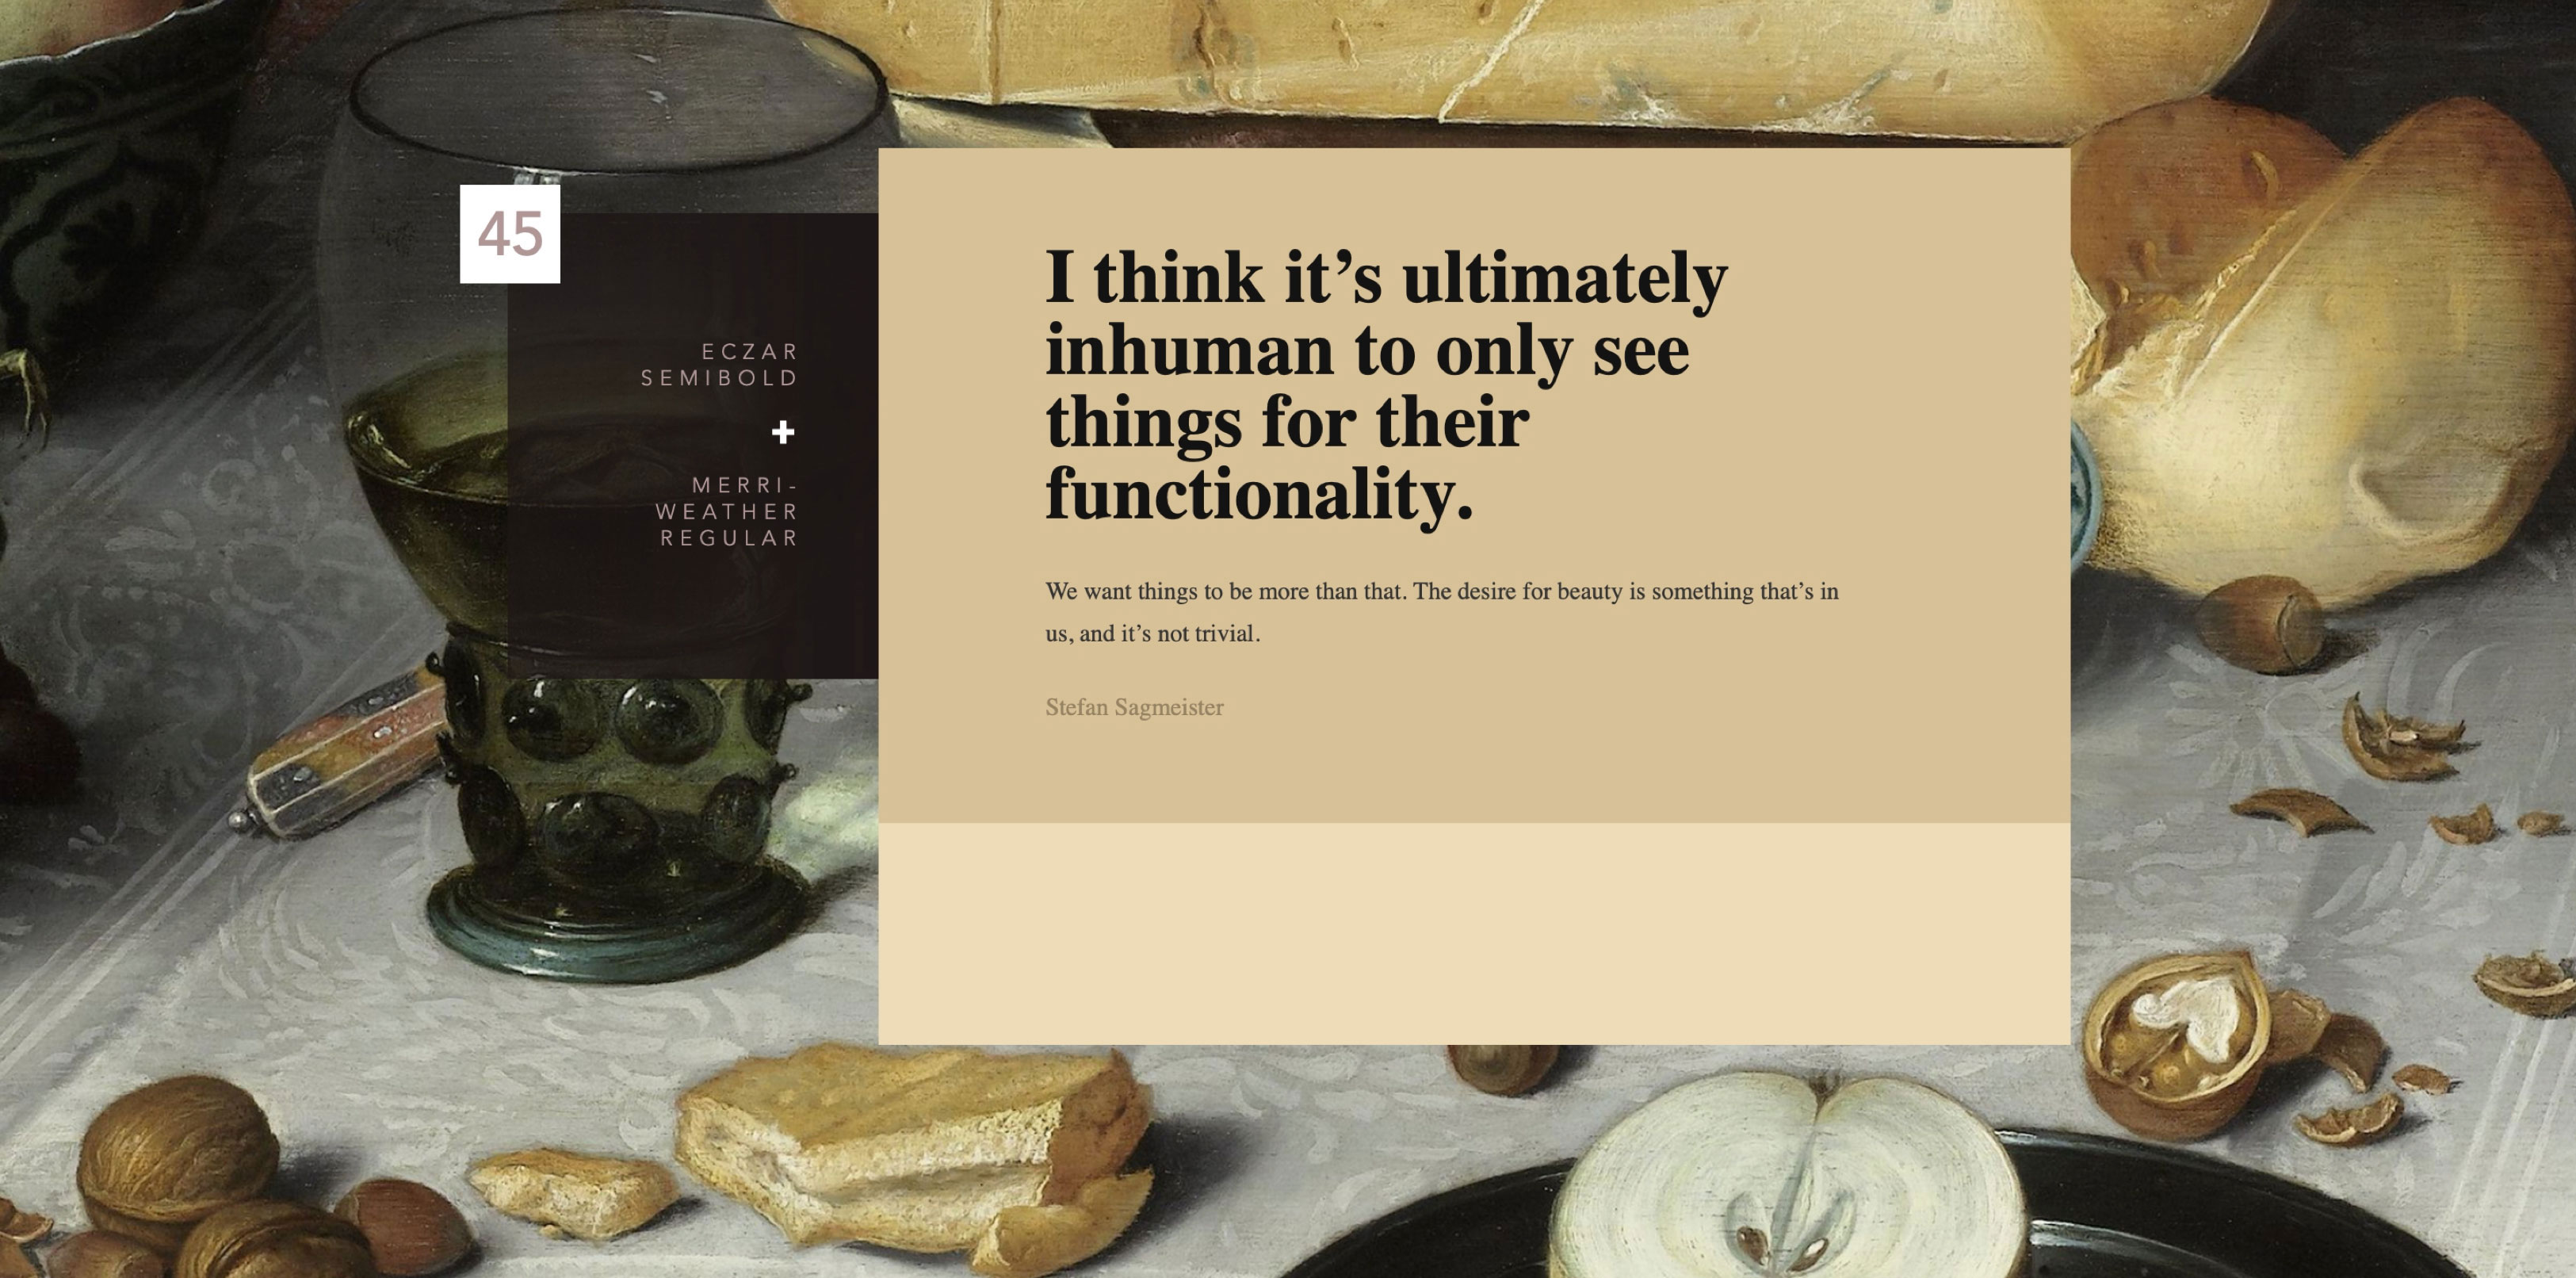 45
ECZAR
SEMIBOLD
+
MERRI-
WEATHER
REGULAR
I think it’s ultimately
inhuman to only see
things for their
functionality.
We want things to be more than that. The desire for beauty is something that’s in
us, and it’s not trivial.
Stefan Sagmeister